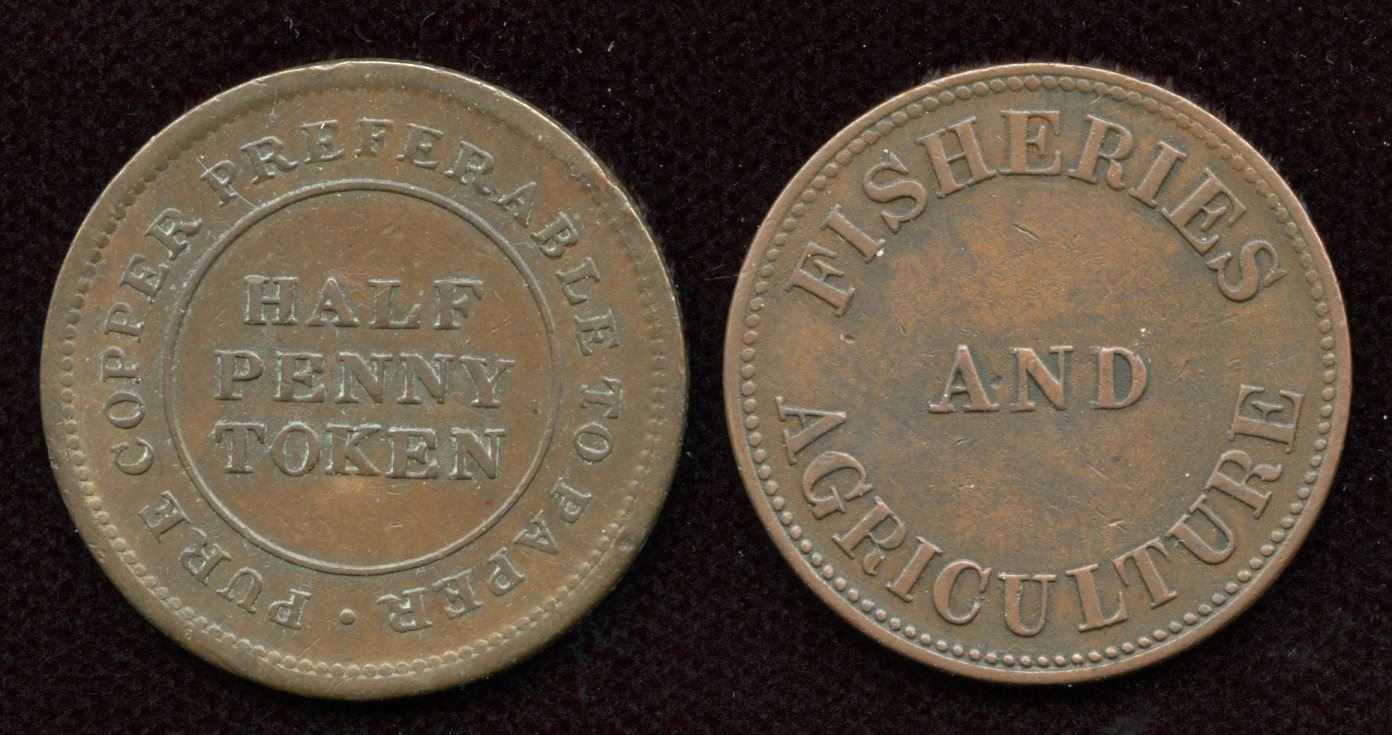 PURE COPPER PREFERABLE TO PAPER ·
HALF
PENNY
TOKEN
FISHERIES
AND
AGRICULTURE